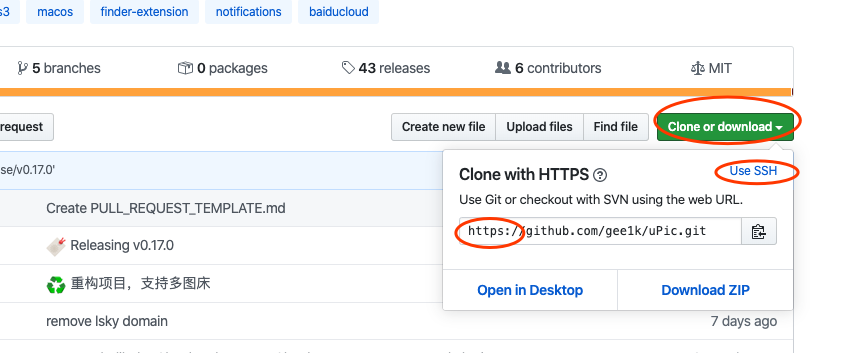 s3 macos finder-extension notifications baiducloud
5 branches 0 packages 43 releases 6 contributors MIT
request Create new file Upload files Find file Clone or download
se/v0.17.0'
Clone with HTTPS Use SSH
Use Git or checkout with SVN using the web URL.
Create PULL_REQUEST_TEMPLATE.md
https://github.com/gee1k/uPic.git
Releasing v0.17.0
重构项目，支持多图床
Open in Desktop Download ZIP
remove lsky domain 7 days ago